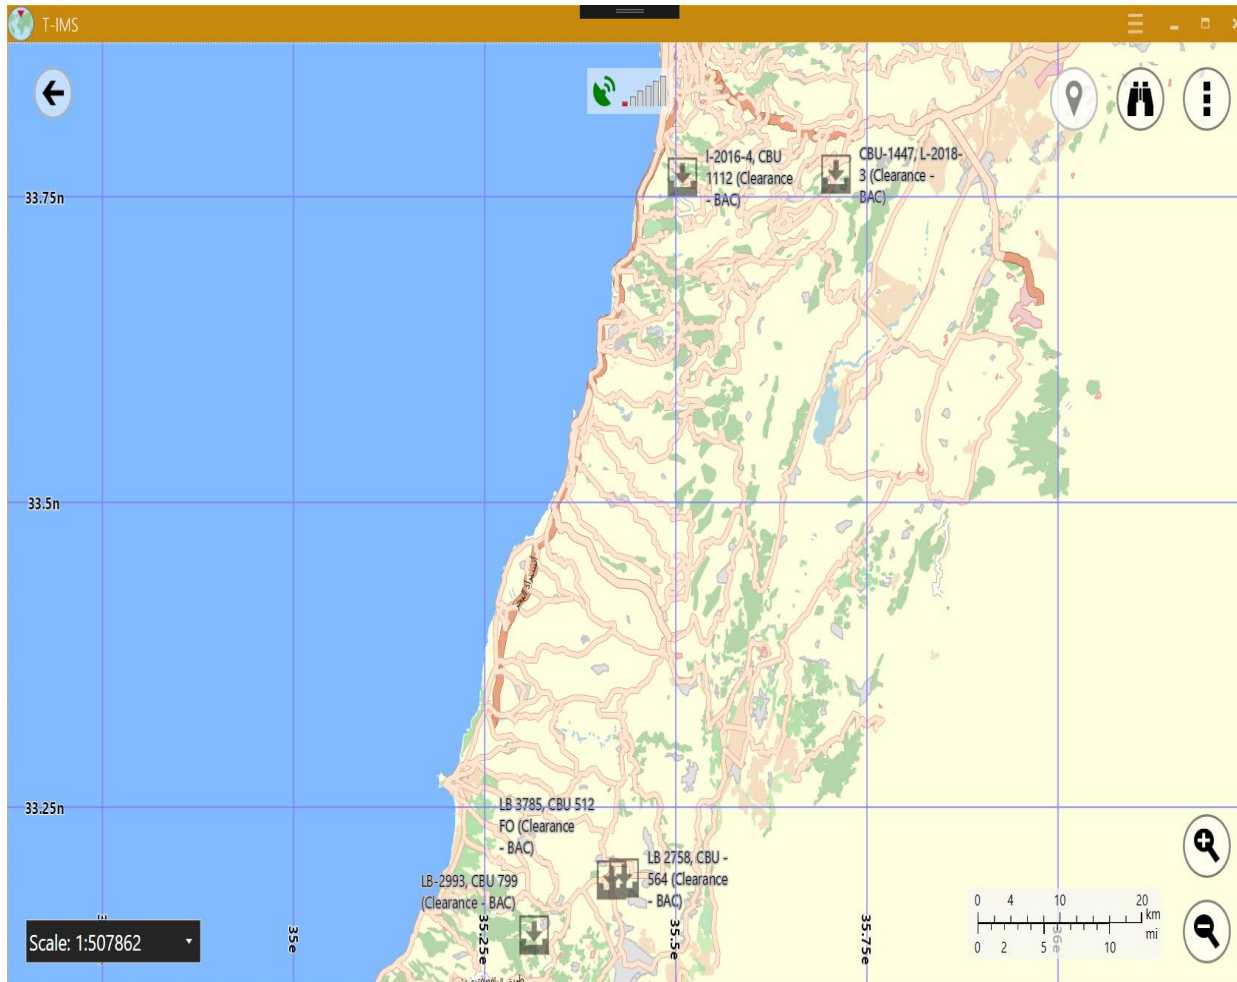 T-IMS
I-2016-4, CBU
1112 (Clearance
- BAC)
CBU-1447, L-2018-
3 (Clearance -
BAC)
33.75n
33.5n
33.25n
LB 3785, CBU 512
FO (Clearance
- BAC)
LB 2758, CBU -
564 (Clearance
- BAC)
LB-2993, CBU 799
(Clearance - BAC)
Scale: 1:507862
35e
35.25e
35.5e
35.75e
36e
0 4 10 20
km
mi
0 2 5 10